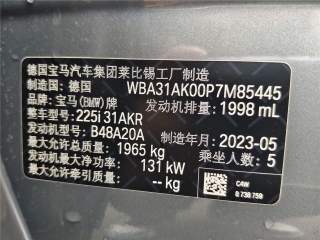 德国宝马汽车集团莱比锡工厂制造
制造国：德国 WBA31AK00P7M85445
品牌：宝马(BMW)牌 发动机排量：1998 mL
整车型号：225i 31AKR
发动机型号：B48A20A 制造年月：2023-05
最大允许总质量：1965 kg 乘坐人数：5
发动机最大净功率：131 kW
最大允许牵引质量：-- kg
C4W
8 738 759